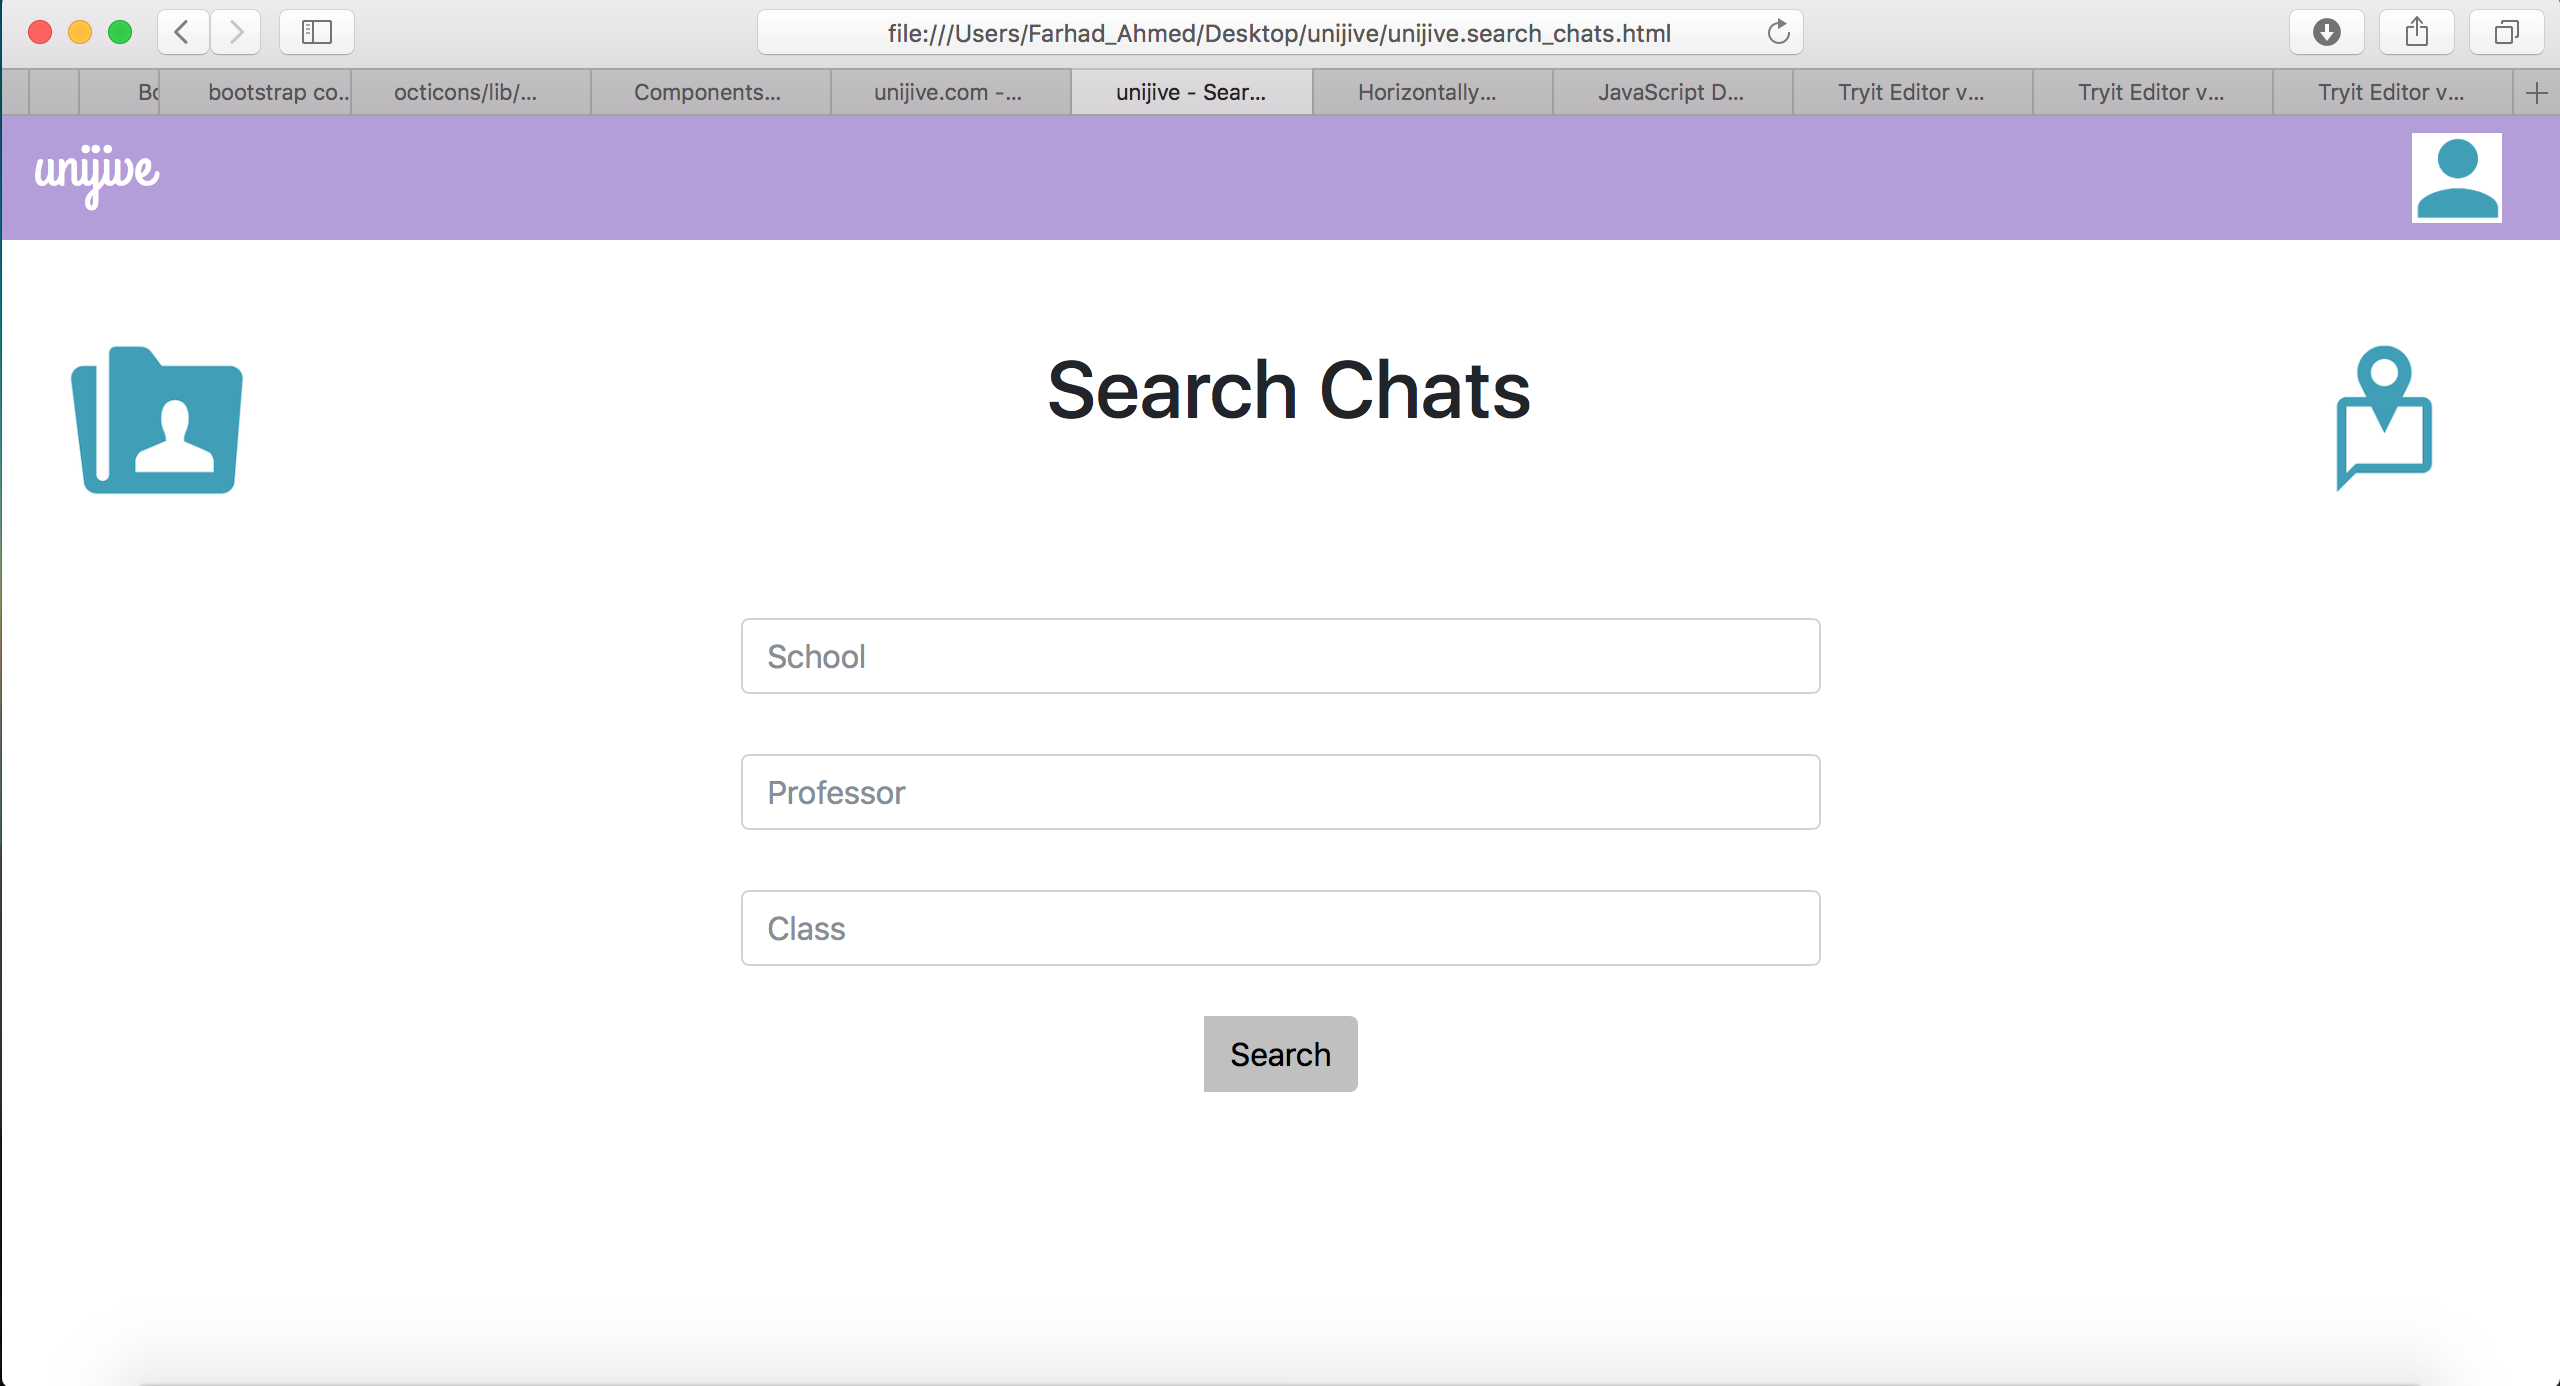 file:///Users/Farhad_Ahmed/Desktop/unijive/unijive.search_chats.html
Bo bootstrap co... octicons/lib/... Components... unijive.com -... unijive - Sear... Horizontally... JavaScript D... Tryit Editor v... Tryit Editor v... Tryit Editor v...
unijive
Search Chats
School
Professor
Class
Search